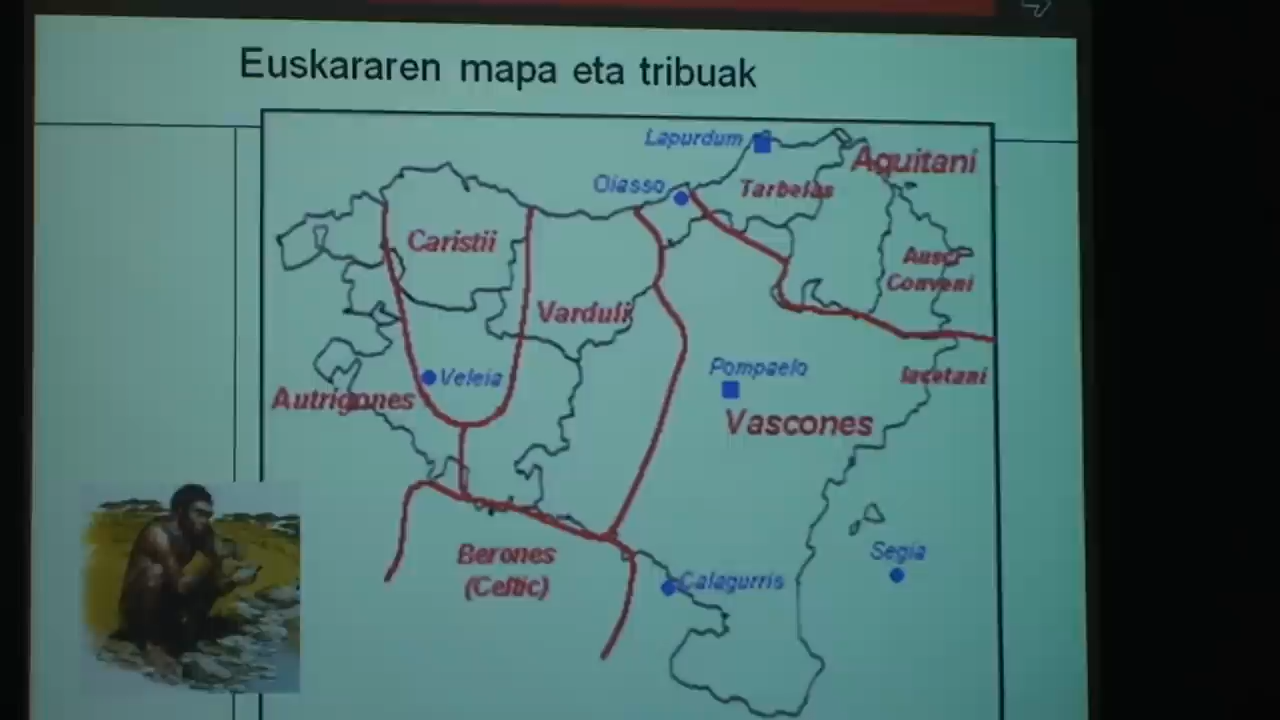 Euskararen mapa eta tribuak
Lapurdum
Aquitani
Oiasso
Tarbelas
Caristii
Ausci
Conveni
Varduli
Pompaelo
Iacetani
Veleia
Autrigones
Vascones
Berones
(Celtic)
Segia
Calagurris